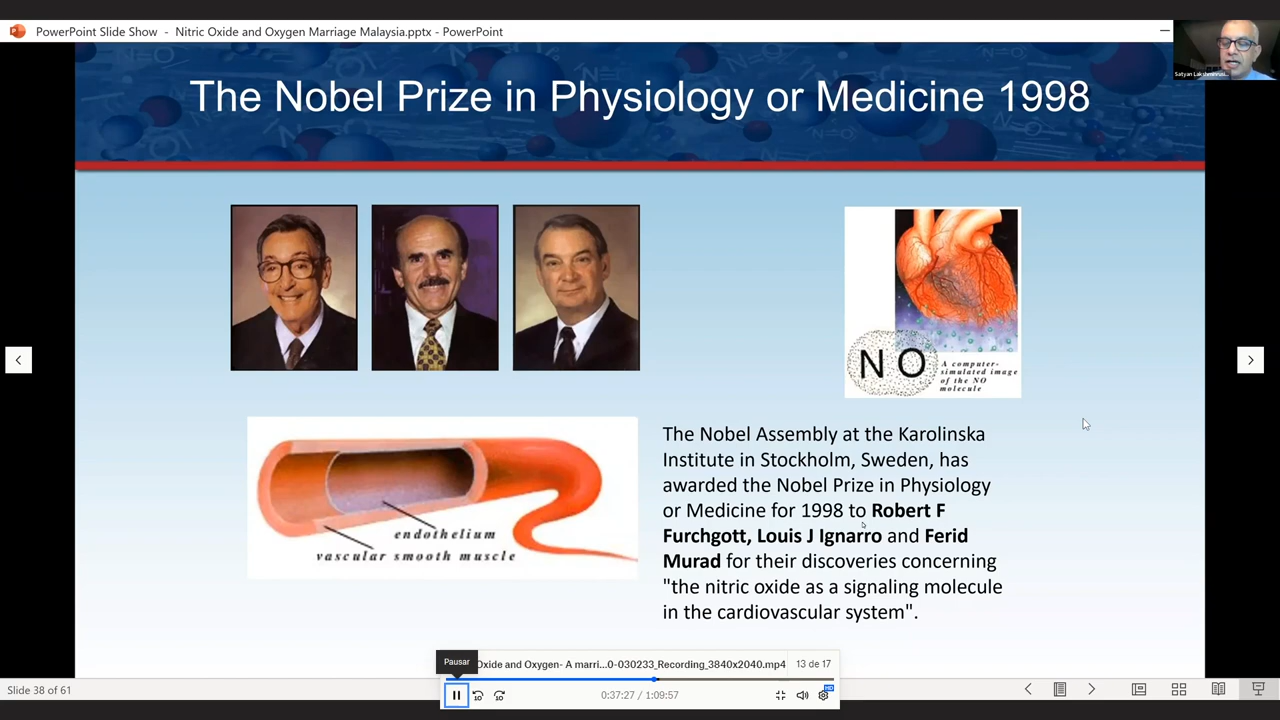 PowerPoint Slide Show - Nitric Oxide and Oxygen Marriage Malaysia.pptx - PowerPoint
The Nobel Prize in Physiology or Medicine 1998
N O
A computer-
simulated image
of the NO
molecule
endothelium
vascular smooth muscle
The Nobel Assembly at the Karolinska
Institute in Stockholm, Sweden, has
awarded the Nobel Prize in Physiology
or Medicine for 1998 to Robert F
Furchgott, Louis J Ignarro and Ferid
Murad for their discoveries concerning
"the nitric oxide as a signaling molecule
in the cardiovascular system".
Pausar
Oxide and Oxygen- A marri...0-030233_Recording_3840x2040.mp4
13 de 17
0:37:27 / 1:09:57
HD
Slide 38 of 61